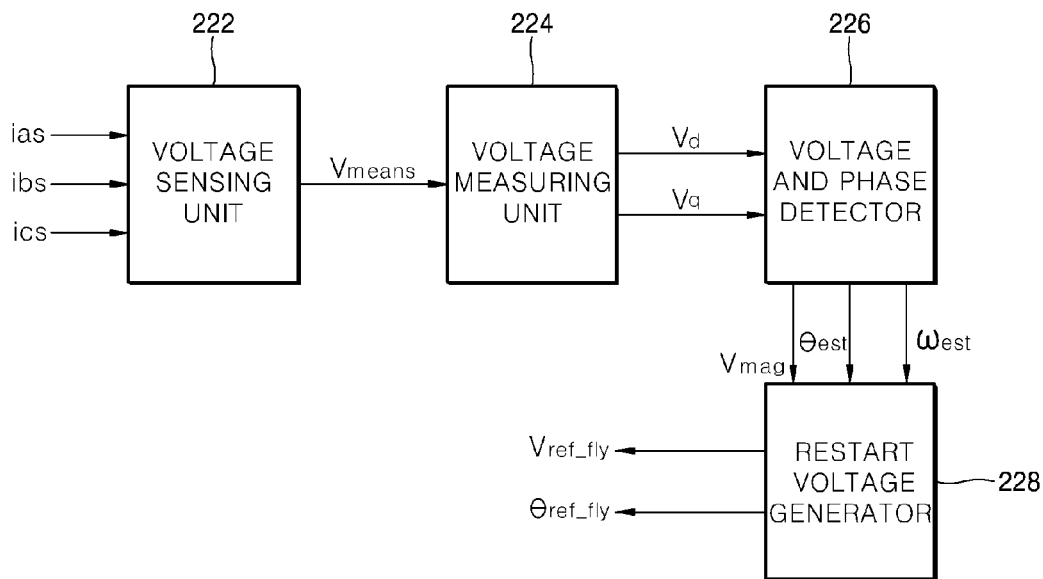 222
224
226
ias
ibs
ics
VOLTAGE
SENSING
UNIT
Vmeans
VOLTAGE
MEASURING
UNIT
Vd
Vq
VOLTAGE
AND PHASE
DETECTOR
Vmag
θest
ωest
RESTART
VOLTAGE
GENERATOR
228
Vref_fly
θref_fly